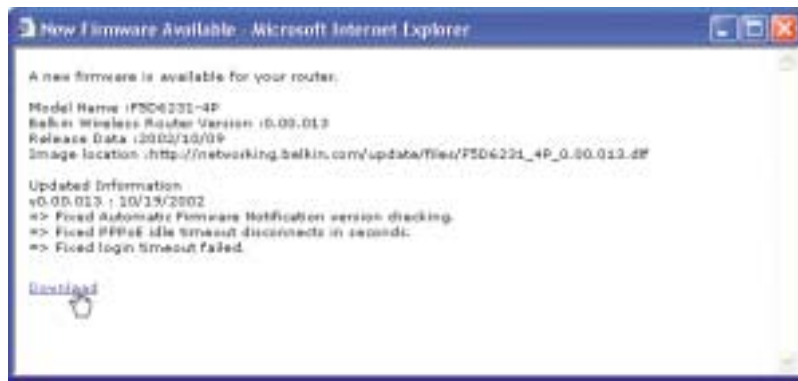 New Firmware Available - Microsoft Internet Explorer
A new firmware is available for your router.
Model Name :F5D6231-4P
Belkin Wireless Router Version :0.00.013
Release Data :2002/10/09
Image location :http://networking.belkin.com/update/files/F5D6231_4P_0.00.013.dlf
Updated Information
v0.00.013 : 10/19/2002
=> Fixed Automatic Firmware Notification version checking.
=> Fixed PPPoE idle timeout disconnects in seconds.
=> Fixed login timeout failed.
Download